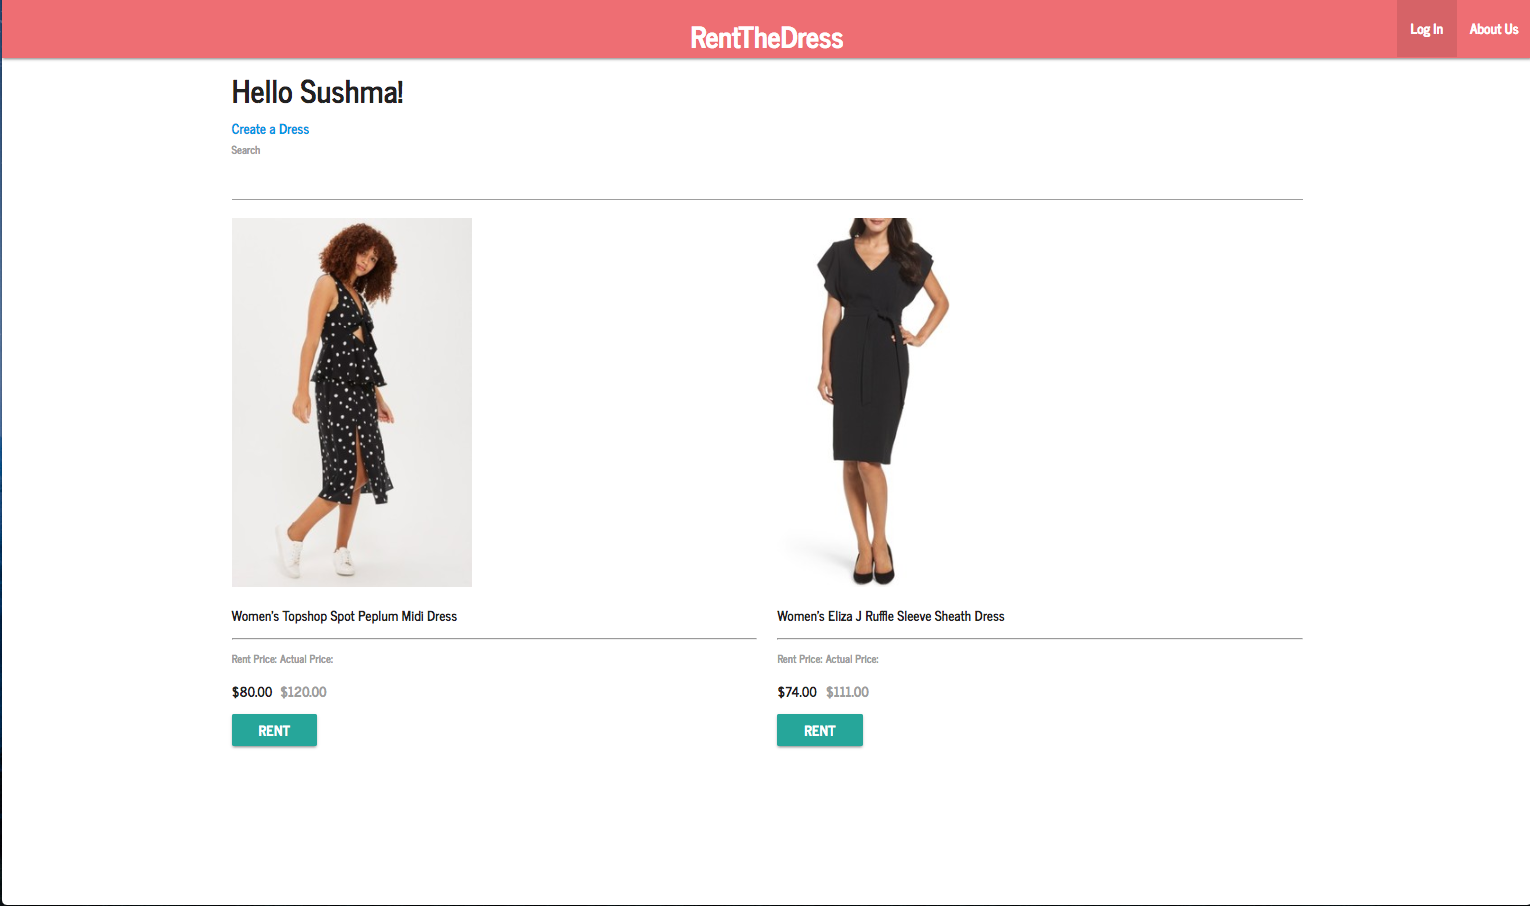 RentTheDress
Log In
About Us
Hello Sushma!
Create a Dress
Search
Women's Topshop Spot Peplum Midi Dress
Rent Price: Actual Price:
$80.00 $120.00
RENT
Women's Eliza J Ruffle Sleeve Sheath Dress
Rent Price: Actual Price:
$74.00 $111.00
RENT